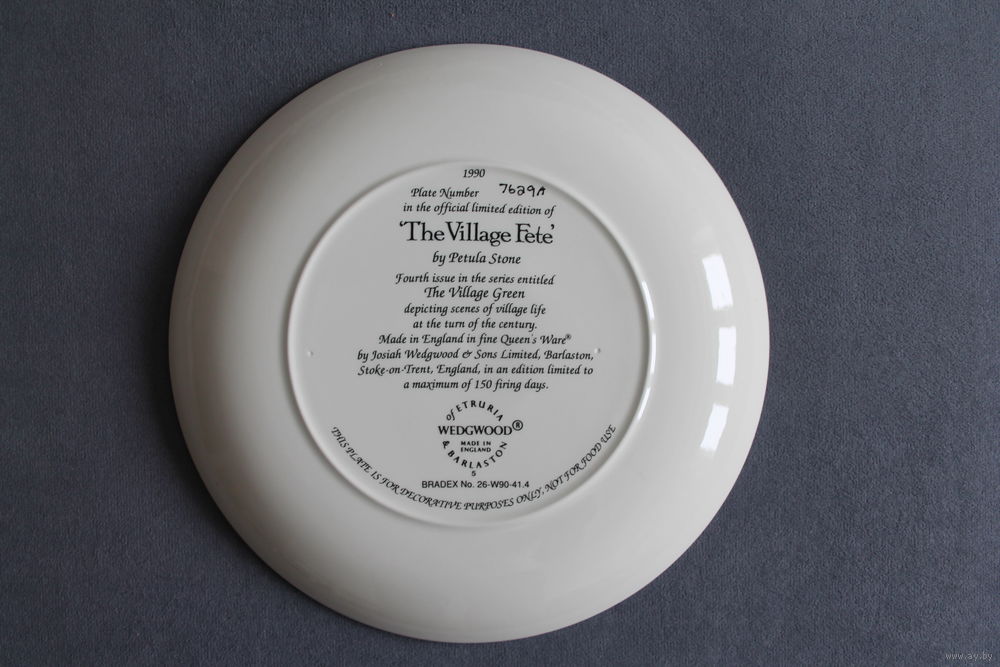 1990
Plate Number 7629A
in the official limited edition of
'The Village Fete'
by Petula Stone
Fourth issue in the series entitled
The Village Green
depicting scenes of village life
at the turn of the century.
Made in England in fine Queen's Ware®
by Josiah Wedgwood & Sons Limited, Barlaston,
Stoke-on-Trent, England, in an edition limited to
a maximum of 150 firing days.
of ETRURIA
WEDGWOOD®
MADE IN
ENGLAND
& BARLASTON
5
BRADEX No. 26-W90-41.4
THIS PLATE IS FOR DECORATIVE PURPOSES ONLY, NOT FOR FOOD USE
www.ay.by